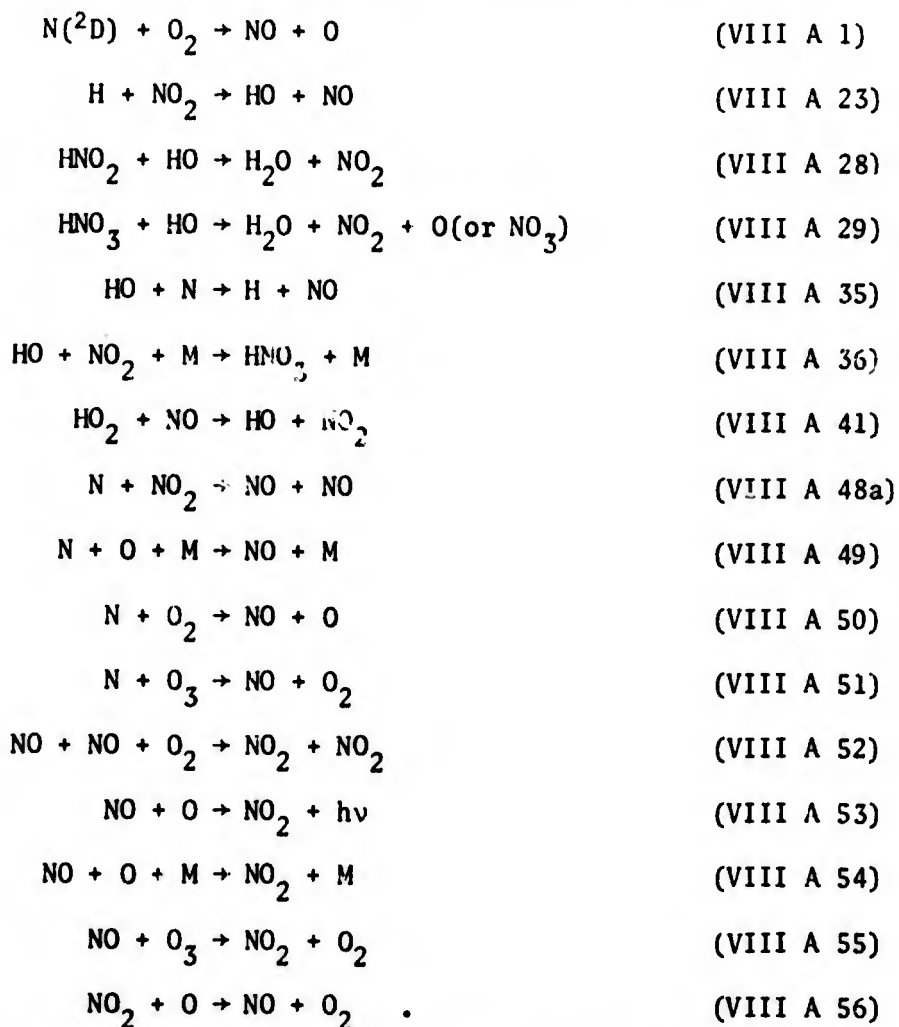 N(²D) + O₂ → NO + O (VIII A 1)
H + NO₂ → HO + NO (VIII A 23)
HNO₂ + HO → H₂O + NO₂ (VIII A 28)
HNO₃ + HO → H₂O + NO₂ + O(or NO₃) (VIII A 29)
HO + N → H + NO (VIII A 35)
HO + NO₂ + M → HNO₃ + M (VIII A 36)
HO₂ + NO → HO + NO₂ (VIII A 41)
N + NO₂ → NO + NO (VIII A 48a)
N + O + M → NO + M (VIII A 49)
N + O₂ → NO + O (VIII A 50)
N + O₃ → NO + O₂ (VIII A 51)
NO + NO + O₂ → NO₂ + NO₂ (VIII A 52)
NO + O → NO₂ + hν (VIII A 53)
NO + O + M → NO₂ + M (VIII A 54)
NO + O₃ → NO₂ + O₂ (VIII A 55)
NO₂ + O → NO + O₂ . (VIII A 56)